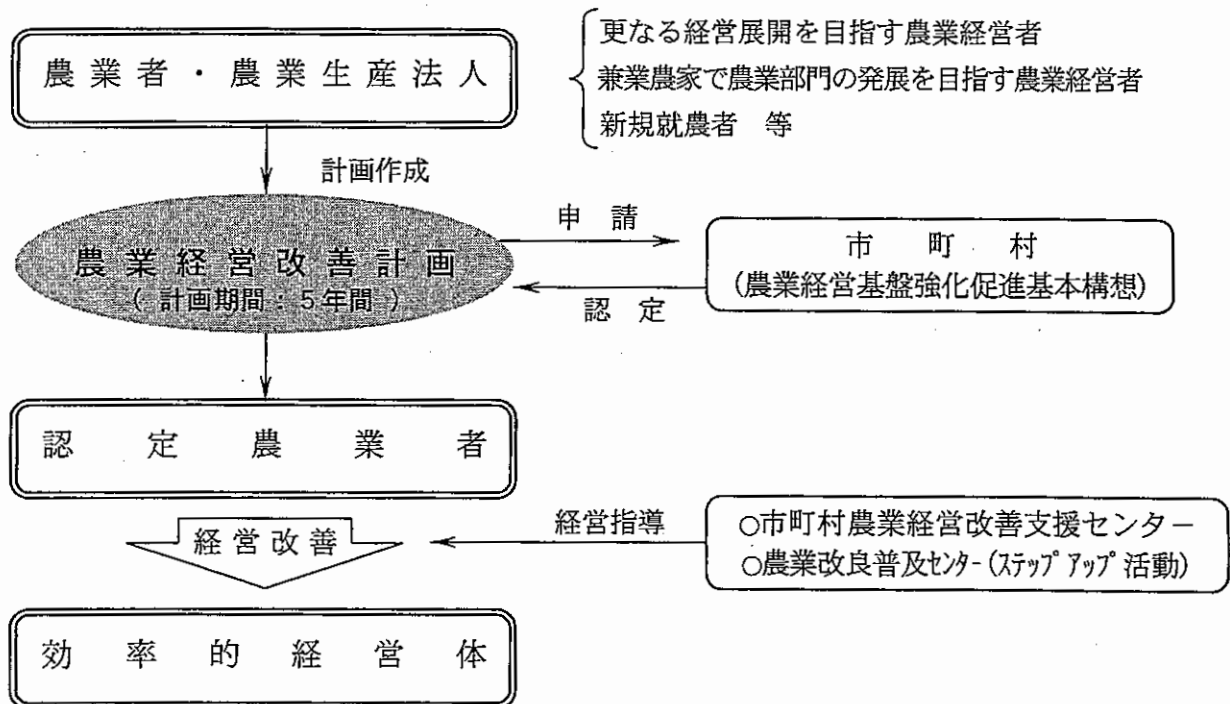 農業者・農業生産法人
更なる経営展開を目指す農業経営者
兼業農家で農業部門の発展を目指す農業経営者
新規就農者　等
計画作成
農業経営改善計画
(計画期間:5年間)
申請
認定
市町村
(農業経営基盤強化促進基本構想)
認定農業者
経営改善
経営指導
○市町村農業経営改善支援センター
○農業改良普及センター(ステップアップ活動)
効率的経営体